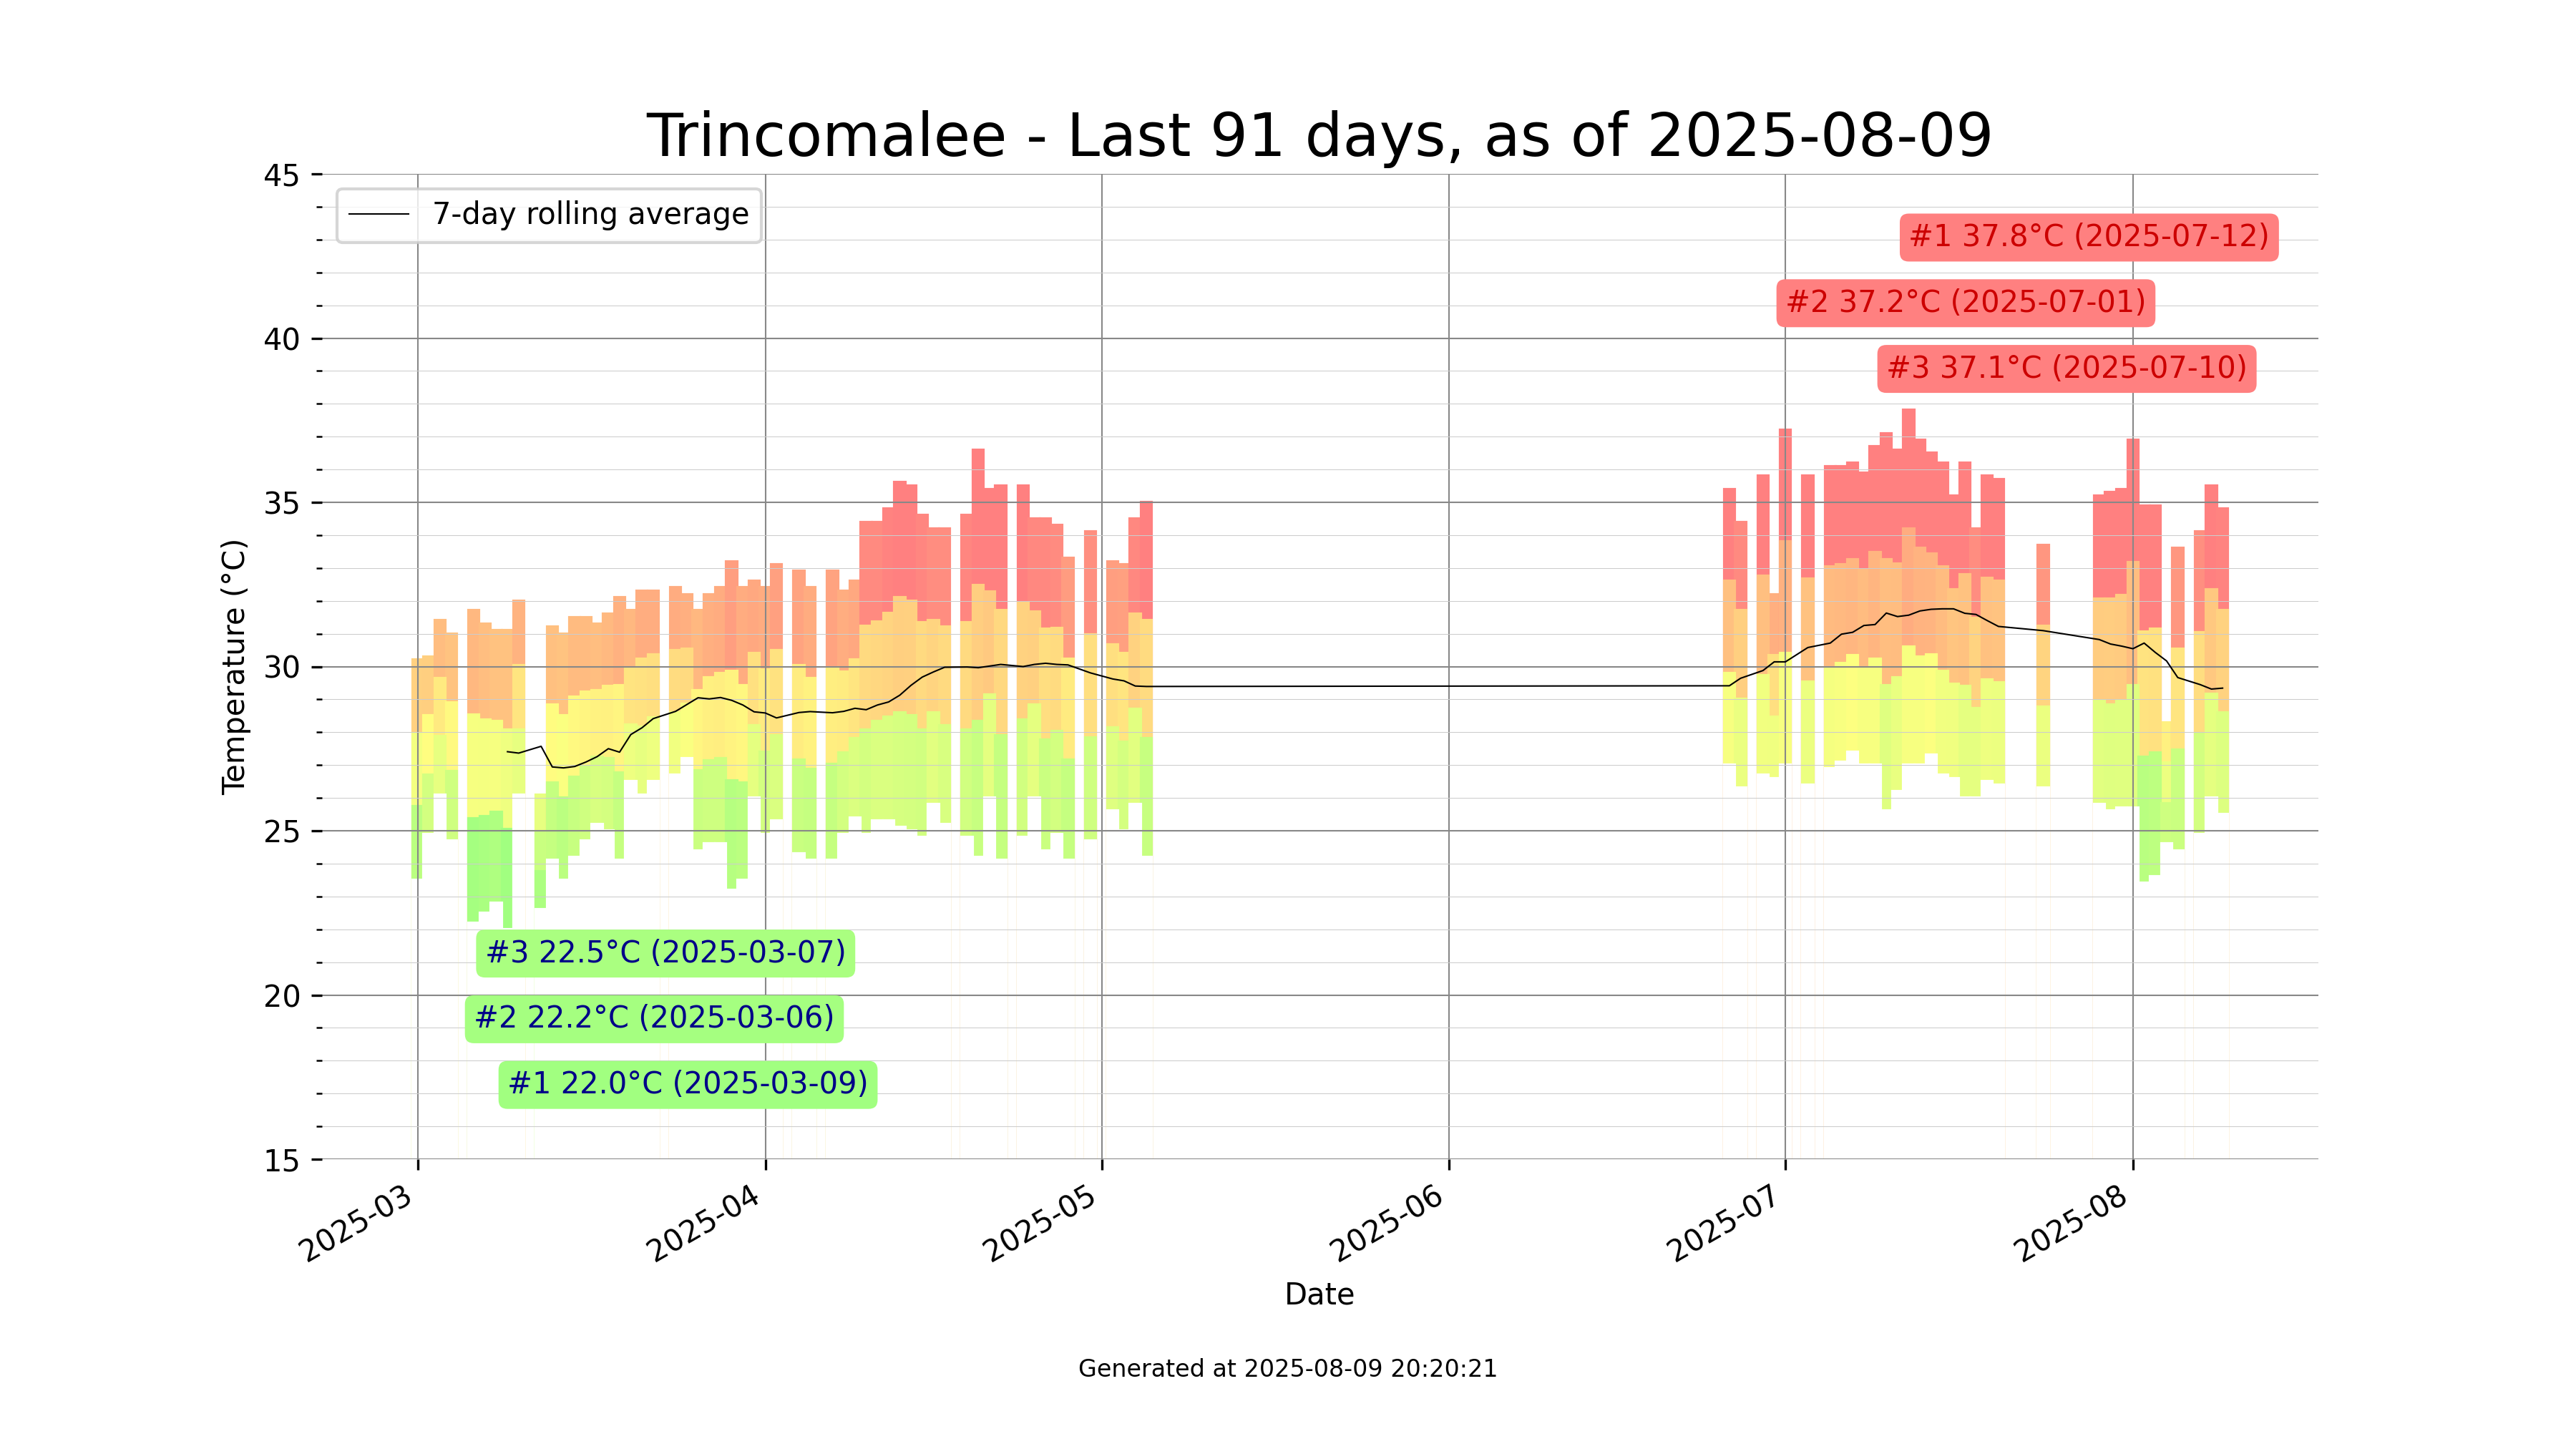 Trincomalee - Last 91 days, as of 2025-08-09
45
7-day rolling average
#1 37.8°C (2025-07-12)
#2 37.2°C (2025-07-01)
40
#3 37.1°C (2025-07-10)
35
30
Temperature (°C)
25
#3 22.5°C (2025-03-07)
20
#2 22.2°C (2025-03-06)
#1 22.0°C (2025-03-09)
15
2025-03
2025-04
2025-05
2025-06
2025-07
2025-08
Date
Generated at 2025-08-09 20:20:21